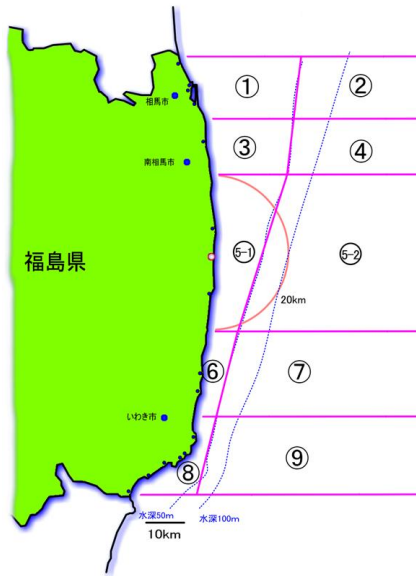 ① ②
相馬市
③ ④
南相馬市
5-1 5-2
福島県
20km
⑥ ⑦
いわき市
⑧ ⑨
水深50m 水深100m
10km